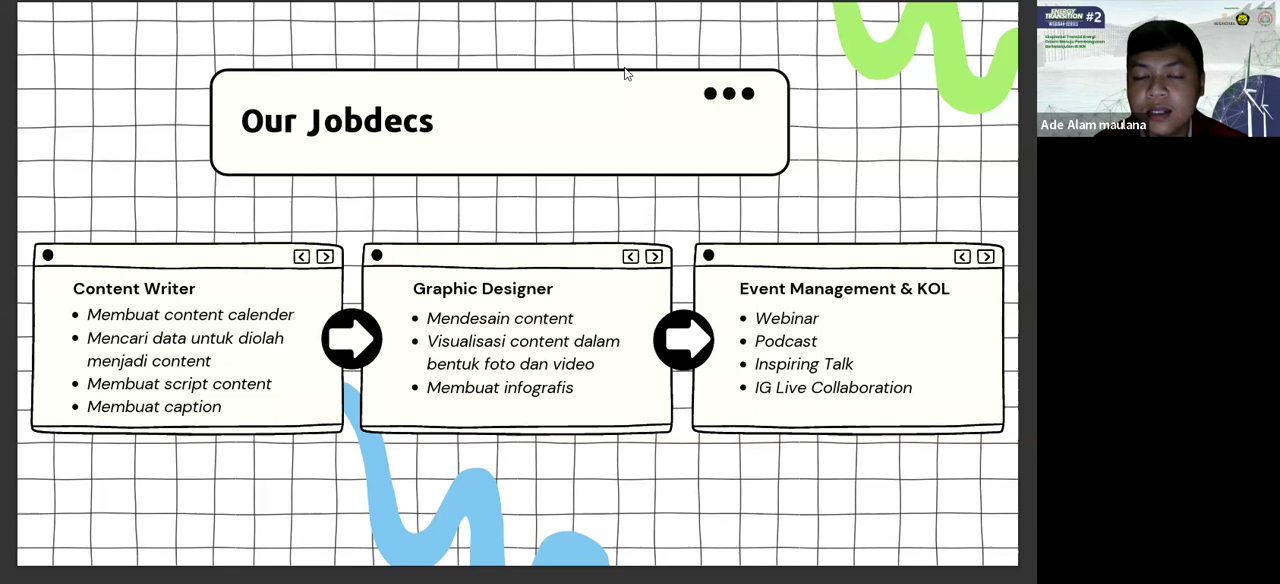 Our Jobdecs
Content Writer
Membuat content calender
Mencari data untuk diolah
menjadi content
Membuat script content
Membuat caption
Graphic Designer
Mendesain content
Visualisasi content dalam
bentuk foto dan video
Membuat infografis
Event Management & KOL
Webinar
Podcast
Inspiring Talk
IG Live Collaboration
ENERGY
TRANSITION
WEBINAR SERIES
#2
Ade Alam maulana